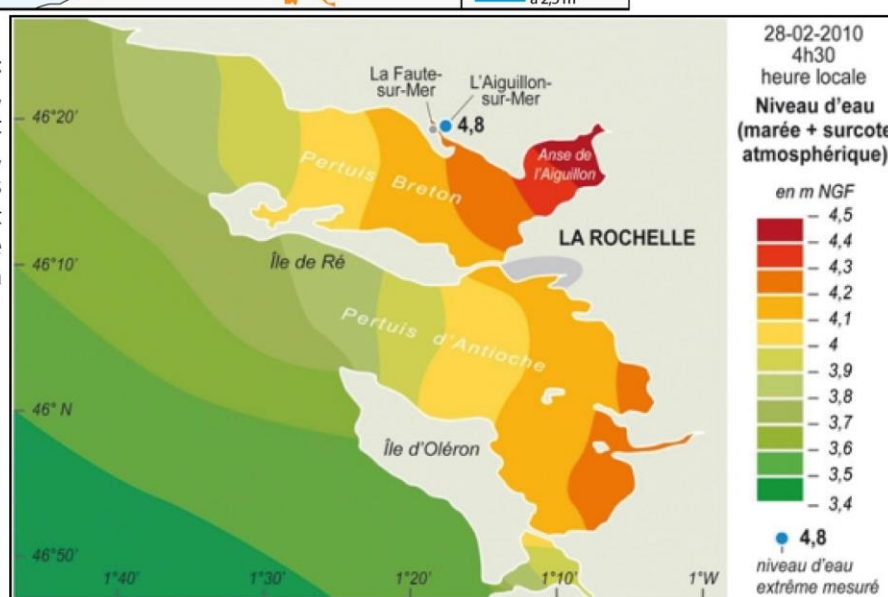 à 2,5 m
28-02-2010
4h30
heure locale
Niveau d'eau
(marée + surcote
atmosphérique)
en m NGF
4,5
4,4
4,3
4,2
4,1
4
3,9
3,8
3,7
3,6
3,5
3,4
4,8
niveau d'eau
extrême mesuré
La Faute-
sur-Mer
L'Aiguillon-
sur-Mer
4,8
Anse de
l'Aiguillon
Pertuis Breton
LA ROCHELLE
Île de Ré
Pertuis d'Antioche
Île d'Oléron
46°20'
46°10'
46° N
46°50'
1°40'
1°30'
1°20'
1°10'
1°W